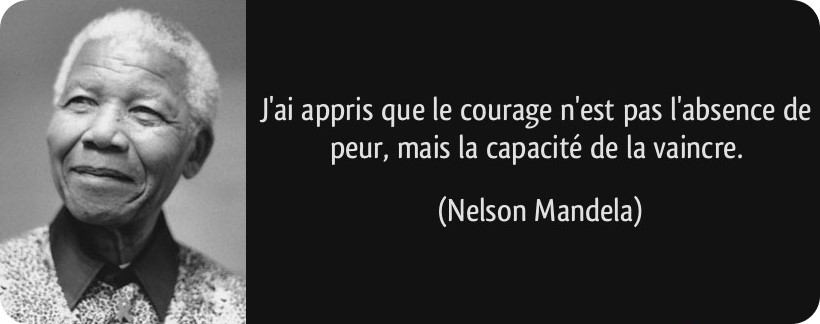 J'ai appris que le courage n'est pas l'absence de
peur, mais la capacité de la vaincre.
(Nelson Mandela)